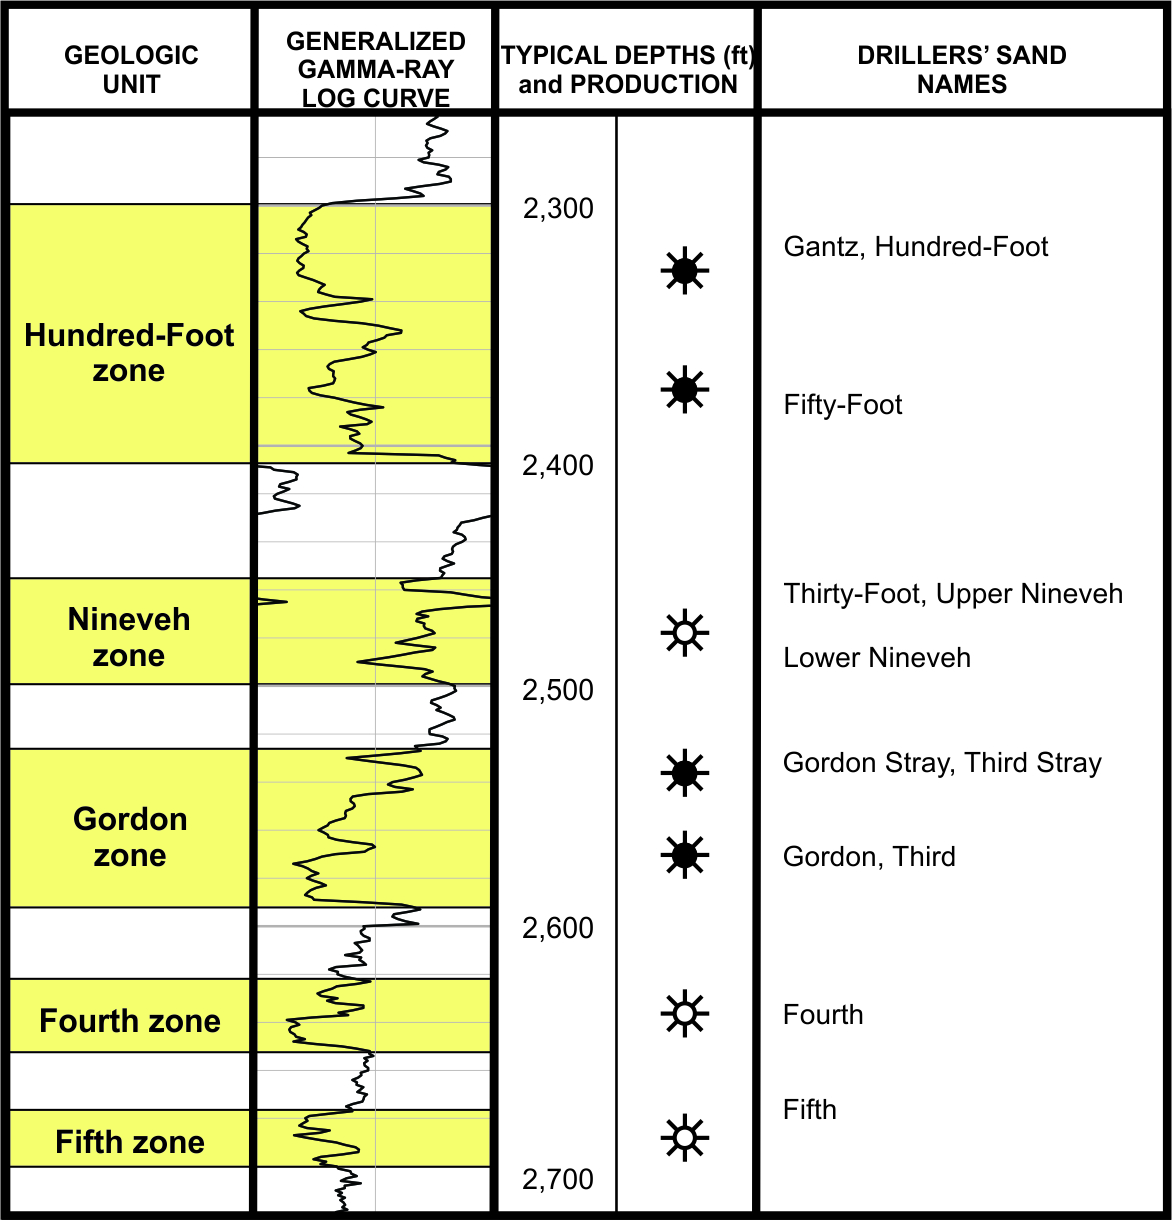 GEOLOGIC
UNIT
GENERALIZED
GAMMA-RAY
LOG CURVE
TYPICAL DEPTHS (ft)
and PRODUCTION
DRILLERS’ SAND
NAMES
2,300
Gantz, Hundred-Foot
Hundred-Foot
zone
Fifty-Foot
2,400
Thirty-Foot, Upper Nineveh
Nineveh
zone
Lower Nineveh
2,500
Gordon Stray, Third Stray
Gordon
zone
Gordon, Third
2,600
Fourth zone
Fourth
Fifth
Fifth zone
2,700